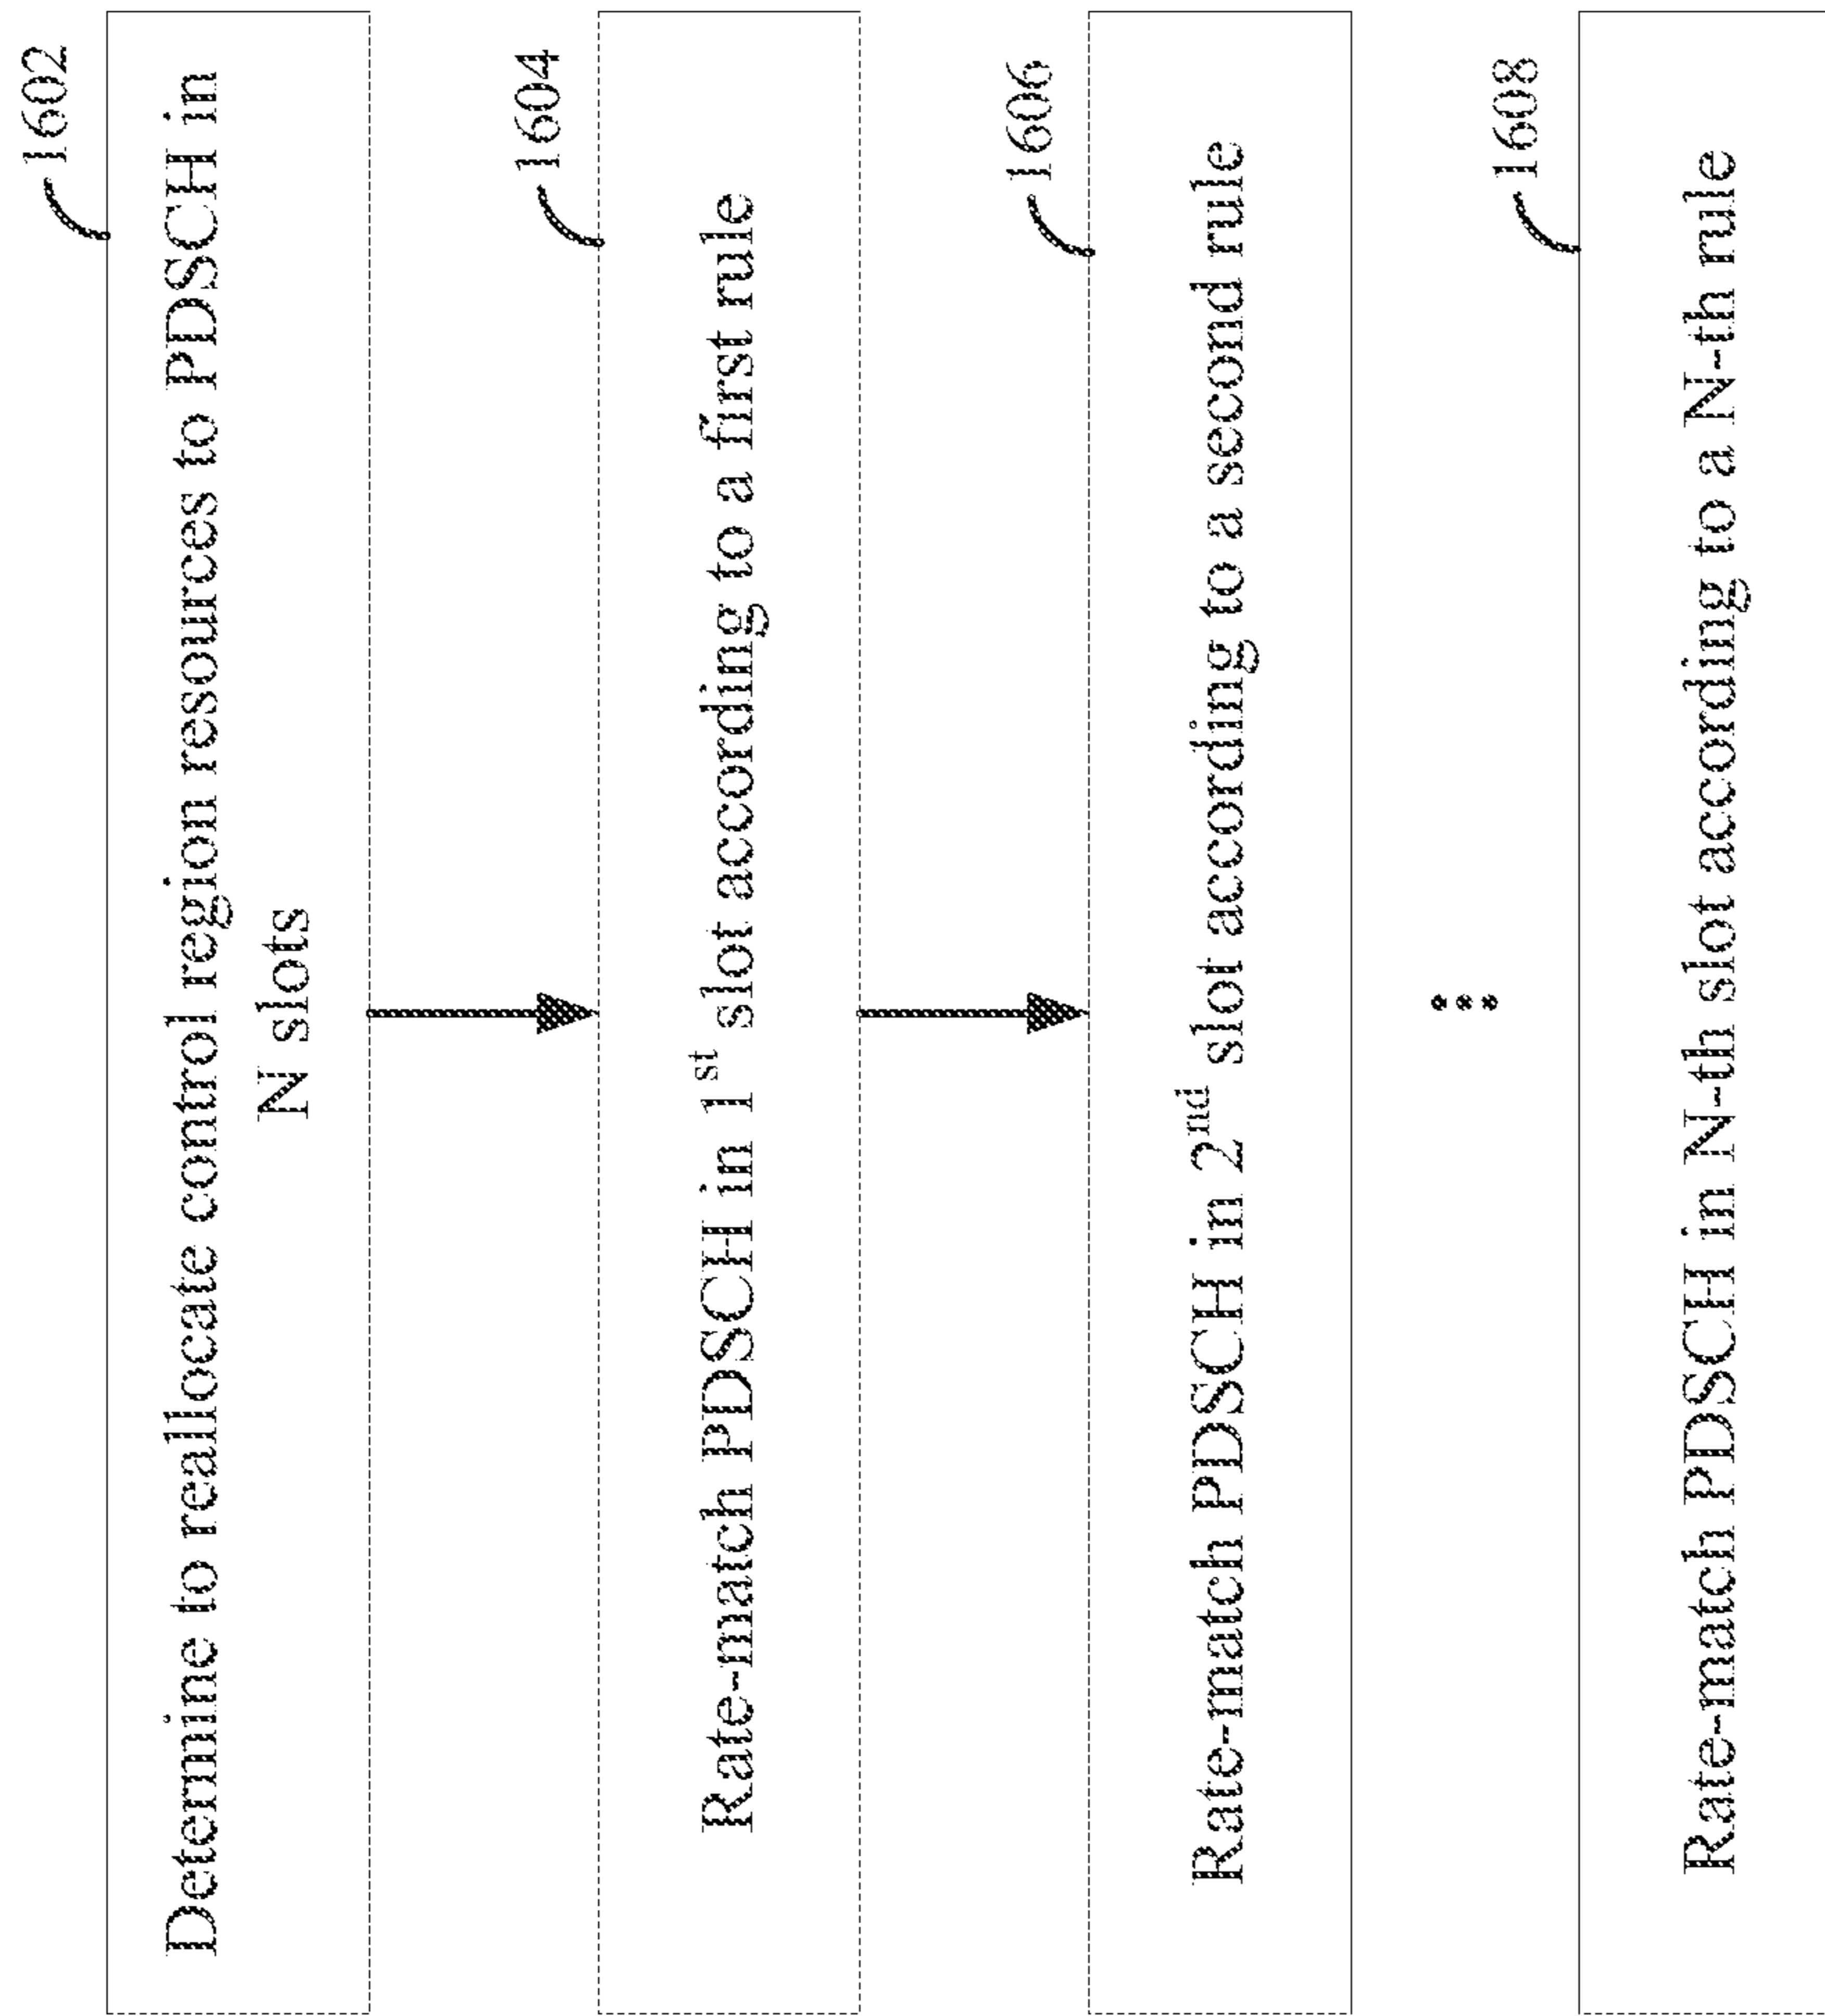 1602
Determine to reallocate control region resources to PDSCH in
N slots
1604
Rate-match PDSCH in 1st slot according to a first rule
1606
Rate-match PDSCH in 2nd slot according to a second rule
1608
Rate-match PDSCH in N-th slot according to a N-th rule